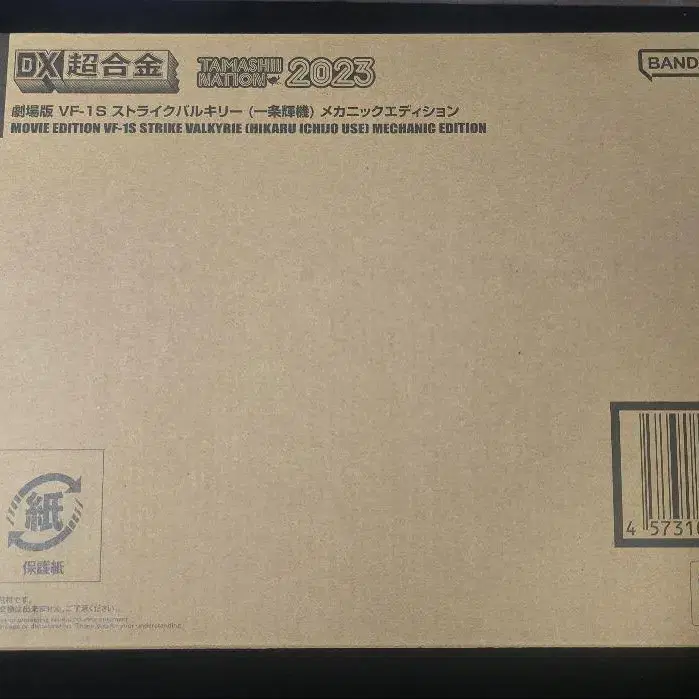 DX超合金 TAMASHII NATION 2023
BAND
劇場版 VF-1S ストライクバルキリー (一条輝機) メカニックエディション
MOVIE EDITION VF-1S STRIKE VALKYRIE (HIKARU ICHIJO USE) MECHANIC EDITION
4 57310
紙
保護紙